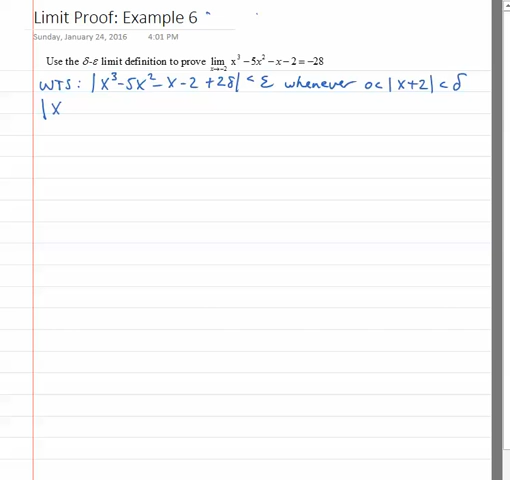 Limit Proof: Example 6
Sunday, January 24, 2016 4:01 PM
Use the δ-ε limit definition to prove lim x→-2 x³ − 5x² − x − 2 = −28
WTS: |x³ - 5x² - x - 2 + 28| < ε whenever 0 < |x+2| < δ
|x